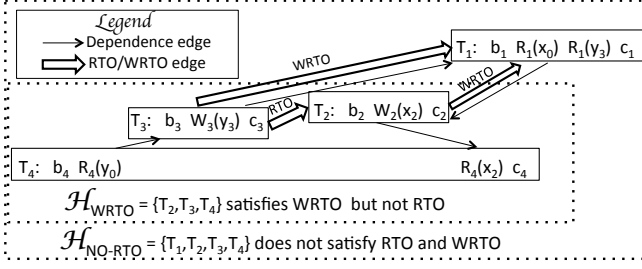 Legend
Dependence edge
RTO/WRTO edge
WRTO
T₁: b₁ R₁(x₀) R₁(y₃) c₁
WRTO
RTO
T₂: b₂ W₂(x₂) c₂
T₃: b₃ W₃(y₃) c₃
T₄: b₄ R₄(y₀) R₄(x₂) c₄
ℋWRTO = {T₂,T₃,T₄} satisfies WRTO but not RTO
ℋNO-RTO = {T₁,T₂,T₃,T₄} does not satisfy RTO and WRTO